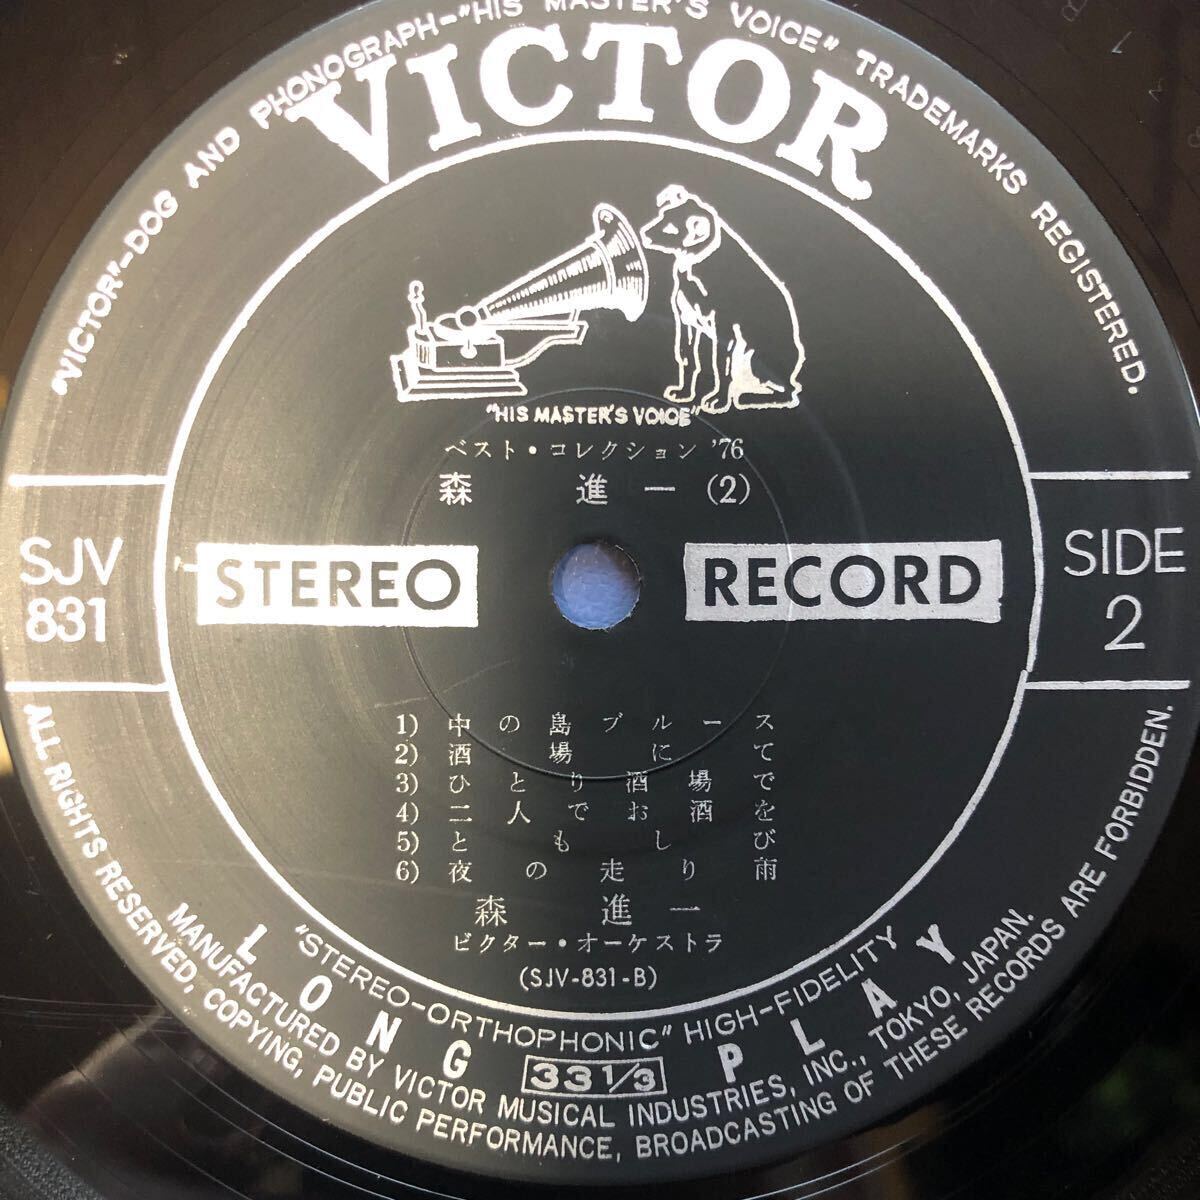 "VICTOR"-DOG AND PHONOGRAPH-"HIS MASTER'S VOICE" TRADEMARKS REGISTERED.
VICTOR
"HIS MASTER'S VOICE"
ベスト・コレクション '76
森 進一 (2)
SJV
831
STEREO
RECORD
SIDE
2
1) 中の島ブルース
2) 酒場にて
3) ひとり酒場で
4) 二人でお酒を
5) ともしび
6) 夜の走り雨
森 進一
ビクター・オーケストラ
(SJV-831-B)
"STEREO-ORTHOPHONIC" HIGH-FIDELITY
LONG 33 1/3 PLAY
MANUFACTURED BY VICTOR MUSICAL INDUSTRIES, INC., TOKYO, JAPAN.
ALL RIGHTS RESERVED, COPYING, PUBLIC PERFORMANCE, BROADCASTING OF THESE RECORDS ARE FORBIDDEN.